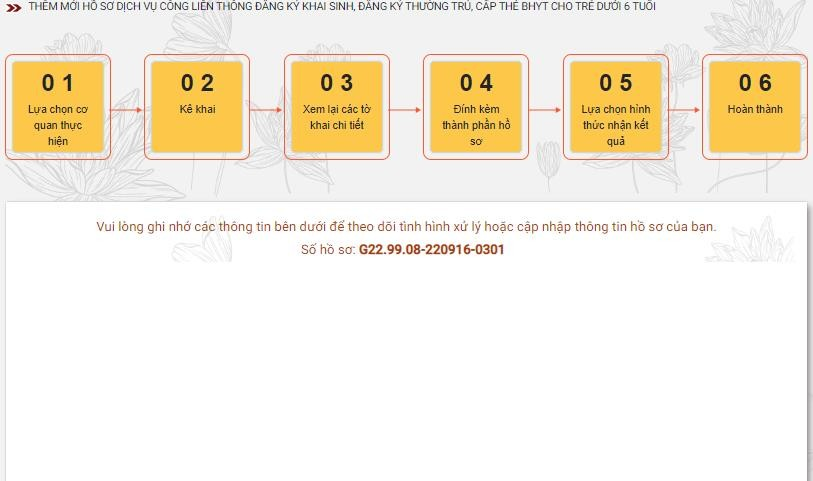 THÊM MỚI HỒ SƠ DỊCH VỤ CÔNG LIÊN THÔNG ĐĂNG KÝ KHAI SINH, ĐĂNG KÝ THƯỜNG TRÚ, CẤP THẺ BHYT CHO TRẺ DƯỚI 6 TUỔI
0 1
Lựa chọn cơ
quan thực
hiện
0 2
Kê khai
0 3
Xem lại các tờ
khai chi tiết
0 4
Đính kèm
thành phần hồ
sơ
0 5
Lựa chọn hình
thức nhận kết
quả
0 6
Hoàn thành
Vui lòng ghi nhớ các thông tin bên dưới để theo dõi tình hình xử lý hoặc cập nhập thông tin hồ sơ của bạn.
Số hồ sơ: G22.99.08-220916-0301